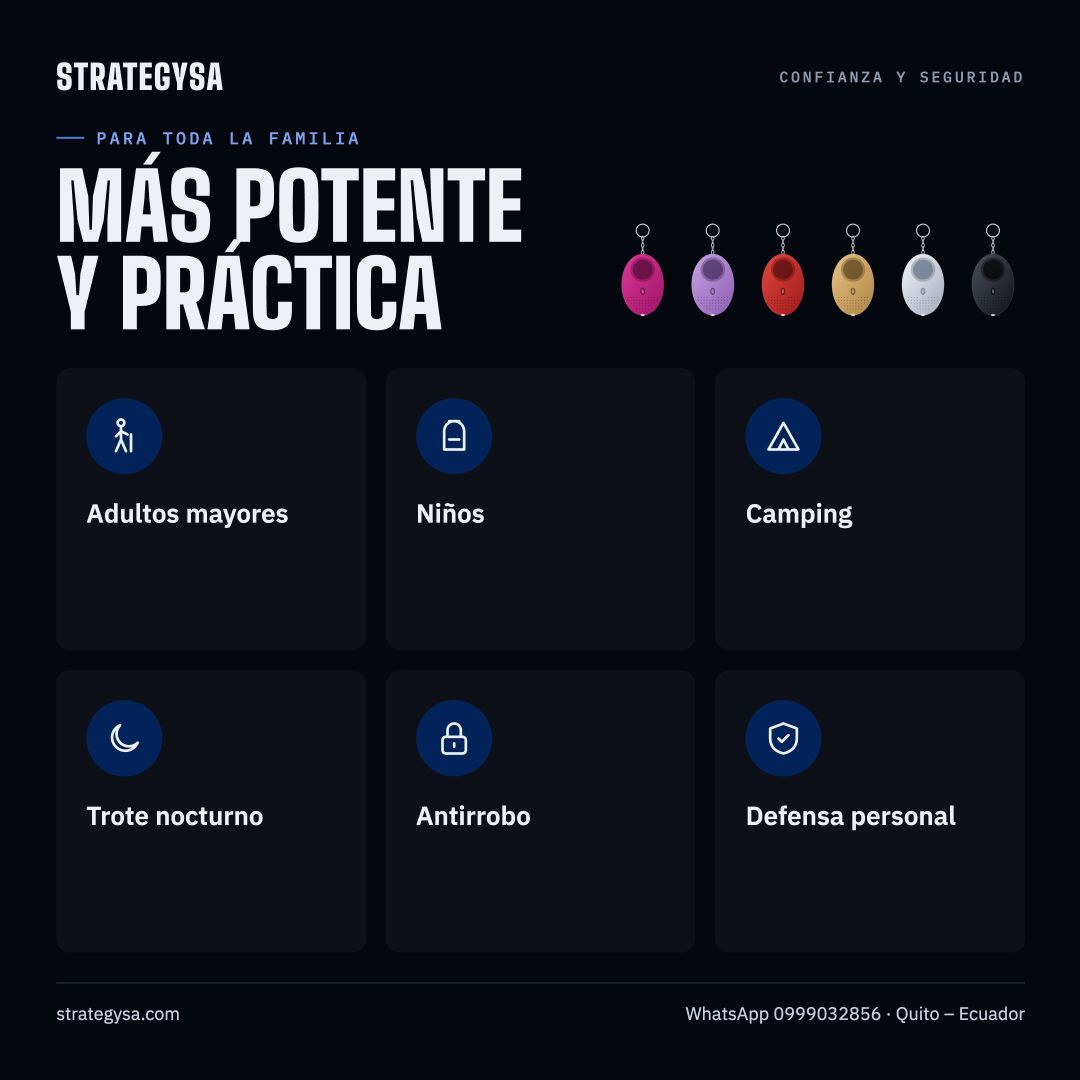 STRATEGYSA
CONFIANZA Y SEGURIDAD
PARA TODA LA FAMILIA
MÁS POTENTE
Y PRÁCTICA
Adultos mayores
Niños
Camping
Trote nocturno
Antirrobo
Defensa personal
strategysa.com
WhatsApp 0999032856 · Quito – Ecuador